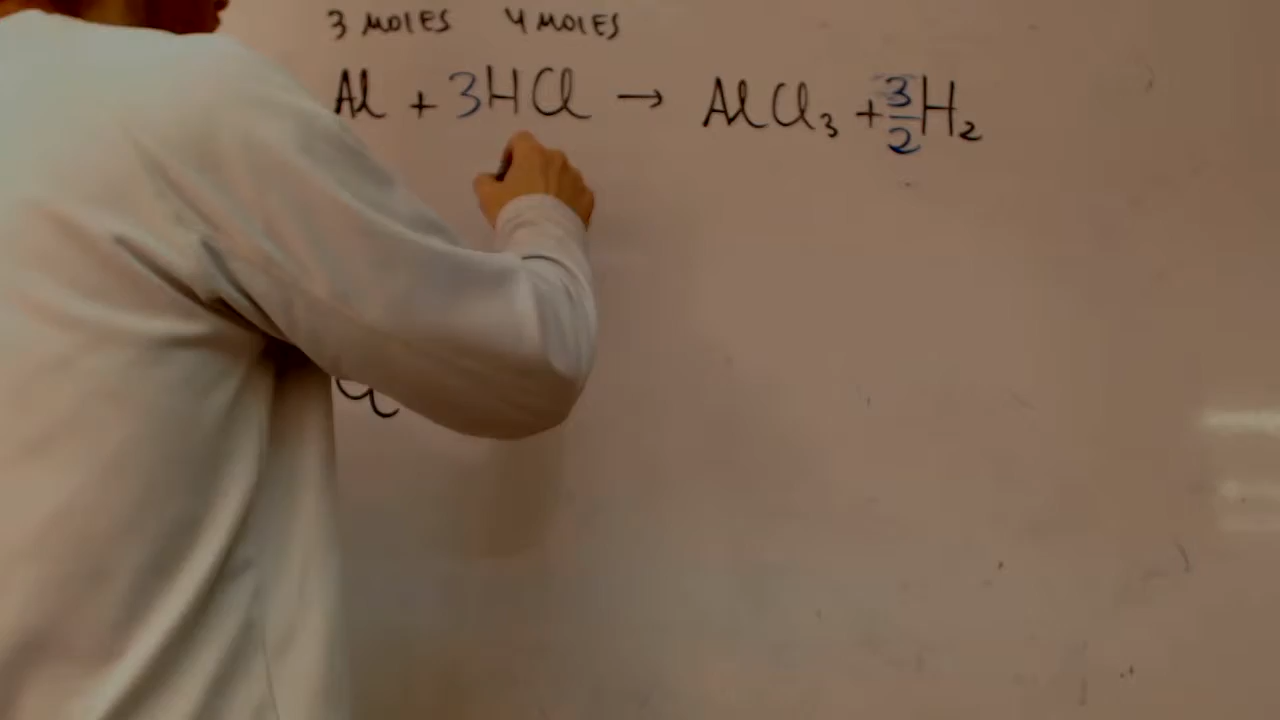 3 MOLES 4 MOLES
Al + 3HCl → AlCl₃ + 3/2 H₂